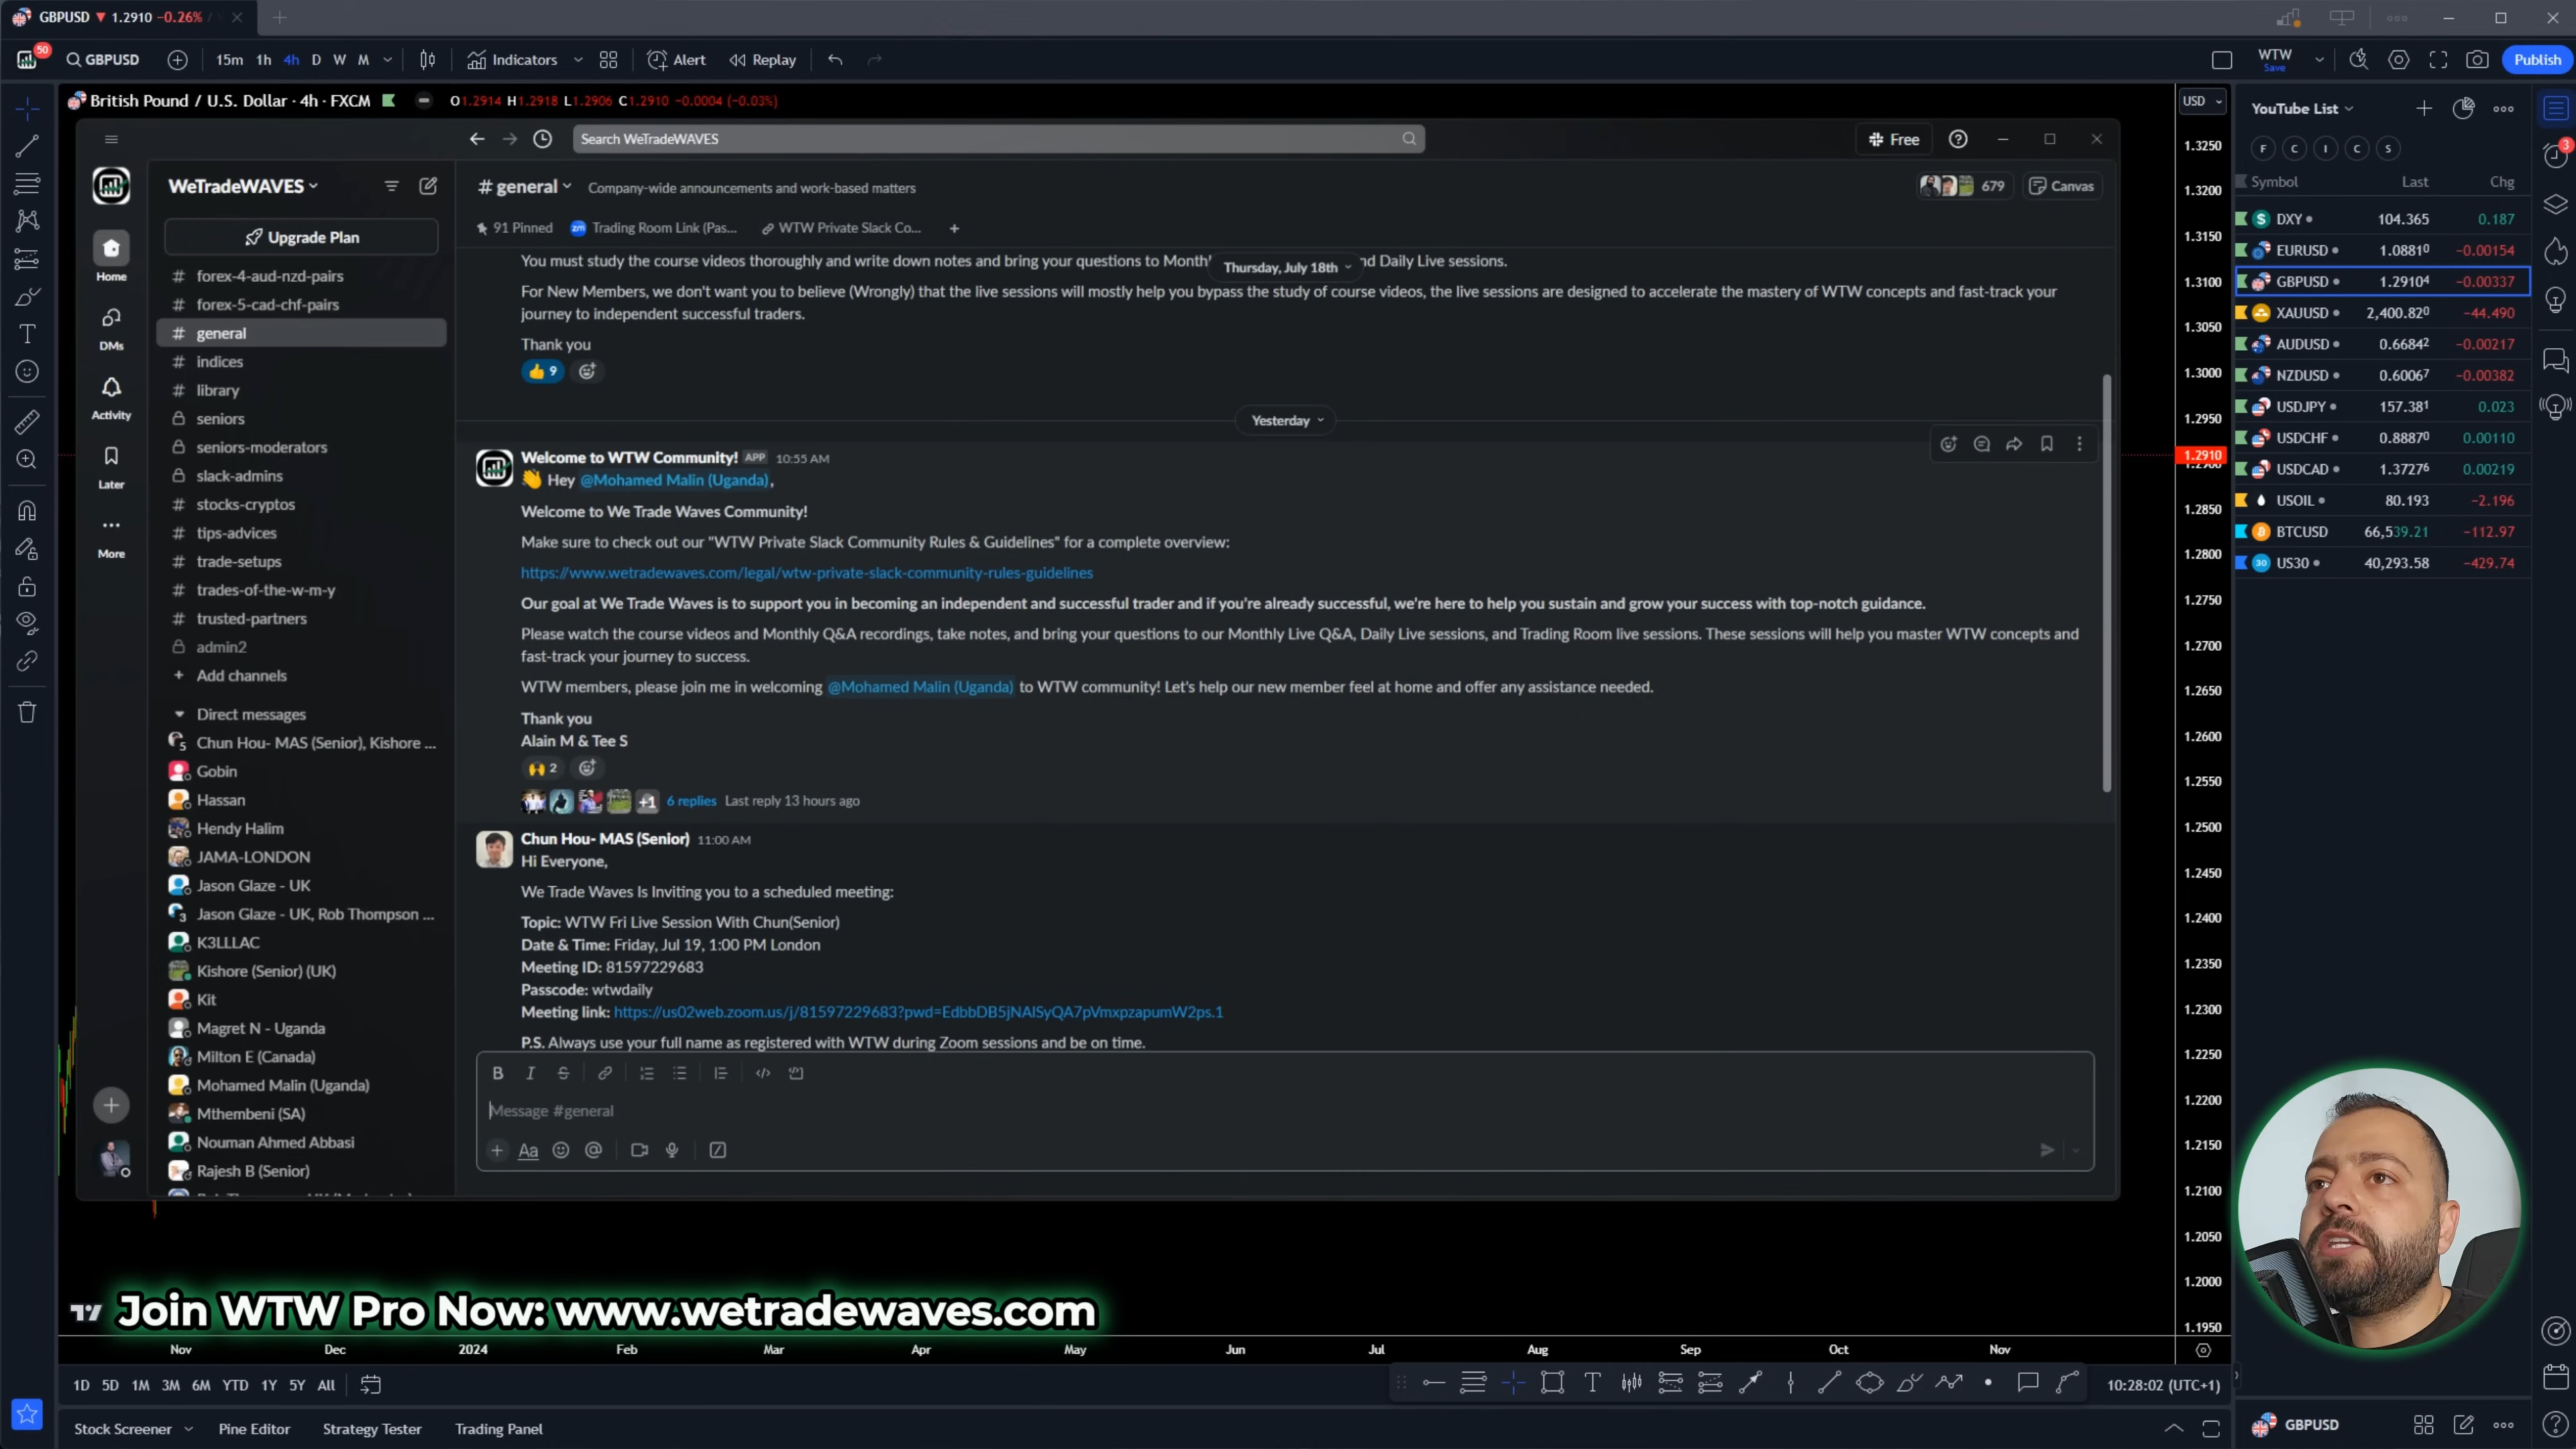 GBPUSD ▼ 1.2910 -0.26% /
50
GBPUSD
15m 1h 4h D W M
Indicators
Alert
Replay
WTW
Save
Publish
British Pound / U.S. Dollar · 4h · FXCM
O1.2914 H1.2918 L1.2906 C1.2910 -0.0004 (-0.03%)
USD
Search WeTradeWAVES
Free
WeTradeWAVES
Upgrade Plan
Home
DMs
Activity
Later
More
# forex-4-aud-nzd-pairs
# forex-5-cad-chf-pairs
# general
# indices
# library
seniors
seniors-moderators
slack-admins
# stocks-cryptos
# tips-advices
# trade-setups
# trades-of-the-w-m-y
# trusted-partners
admin2
+ Add channels
Direct messages
5 Chun Hou- MAS (Senior), Kishore ...
Gobin
Hassan
Hendy Halim
JAMA-LONDON
Jason Glaze - UK
3 Jason Glaze - UK, Rob Thompson ...
K3LLLAC
Kishore (Senior) (UK)
Kit
Magret N - Uganda
Milton E (Canada)
Mohamed Malin (Uganda)
Mthembeni (SA)
Nouman Ahmed Abbasi
Rajesh B (Senior)
# general
Company-wide announcements and work-based matters
679
Canvas
91 Pinned
zm Trading Room Link (Pas...
WTW Private Slack Co...
+
You must study the course videos thoroughly and write down notes and bring your questions to Month
Thursday, July 18th
nd Daily Live sessions.
For New Members, we don't want you to believe (Wrongly) that the live sessions will mostly help you bypass the study of course videos, the live sessions are designed to accelerate the mastery of WTW concepts and fast-track your
journey to independent successful traders.
Thank you
👍 9
Yesterday
Welcome to WTW Community! APP 10:55 AM
👋 Hey @Mohamed Malin (Uganda),
Welcome to We Trade Waves Community!
Make sure to check out our "WTW Private Slack Community Rules & Guidelines" for a complete overview:
https://www.wetradewaves.com/legal/wtw-private-slack-community-rules-guidelines
Our goal at We Trade Waves is to support you in becoming an independent and successful trader and if you're already successful, we're here to help you sustain and grow your success with top-notch guidance.
Please watch the course videos and Monthly Q&A recordings, take notes, and bring your questions to our Monthly Live Q&A, Daily Live sessions, and Trading Room live sessions. These sessions will help you master WTW concepts and
fast-track your journey to success.
WTW members, please join me in welcoming @Mohamed Malin (Uganda) to WTW community! Let's help our new member feel at home and offer any assistance needed.
Thank you
Alain M & Tee S
🙌 2
+1 6 replies Last reply 13 hours ago
Chun Hou- MAS (Senior) 11:00 AM
Hi Everyone,
We Trade Waves Is Inviting you to a scheduled meeting:
Topic: WTW Fri Live Session With Chun(Senior)
Date & Time: Friday, Jul 19, 1:00 PM London
Meeting ID: 81597229683
Passcode: wtwdaily
Meeting link: https://us02web.zoom.us/j/81597229683?pwd=EdbbDB5jNAlSyQA7pVmxpzapumW2ps.1
P.S. Always use your full name as registered with WTW during Zoom sessions and be on time.
B I S
Message #general
+ Aa @
1.3250
1.3200
1.3150
1.3100
1.3050
1.3000
1.2950
1.2910
1.2850
1.2800
1.2750
1.2700
1.2650
1.2600
1.2550
1.2500
1.2450
1.2400
1.2350
1.2300
1.2250
1.2200
1.2150
1.2100
1.2050
1.2000
1.1950
YouTube List
F C I C S
3
Symbol Last Chg
DXY 104.365 0.187
EURUSD 1.08810 -0.00154
GBPUSD 1.29104 -0.00337
XAUUSD 2,400.820 -44.490
AUDUSD 0.66842 -0.00217
NZDUSD 0.60067 -0.00382
USDJPY 157.381 0.023
USDCHF 0.88870 0.00110
USDCAD 1.37276 0.00219
USOIL 80.193 -2.196
BTCUSD 66,539.21 -112.97
30 US30 40,293.58 -429.74
Join WTW Pro Now: www.wetradewaves.com
Nov Dec 2024 Feb Mar Apr May Jun Jul Aug Sep Oct Nov
1D 5D 1M 3M 6M YTD 1Y 5Y All
10:28:02 (UTC+1)
Stock Screener Pine Editor Strategy Tester Trading Panel
GBPUSD